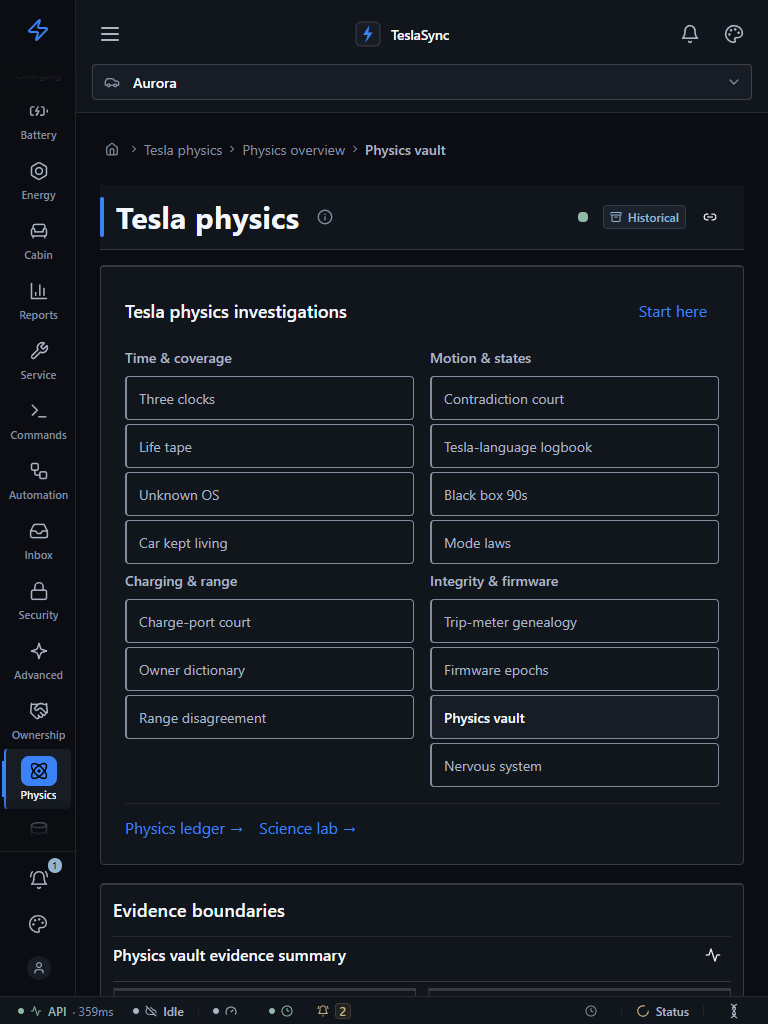 TeslaSync
Aurora
Charging
Battery
Energy
Cabin
Reports
Service
Commands
Automation
Inbox
Security
Advanced
Ownership
Physics
1
Tesla physics > Physics overview > Physics vault
Tesla physics
Historical
Tesla physics investigations
Start here
Time & coverage
Three clocks
Life tape
Unknown OS
Car kept living
Motion & states
Contradiction court
Tesla-language logbook
Black box 90s
Mode laws
Charging & range
Charge-port court
Owner dictionary
Range disagreement
Integrity & firmware
Trip-meter genealogy
Firmware epochs
Physics vault
Nervous system
Physics ledger → Science lab →
Evidence boundaries
Physics vault evidence summary
API · 359ms Idle 2 Status